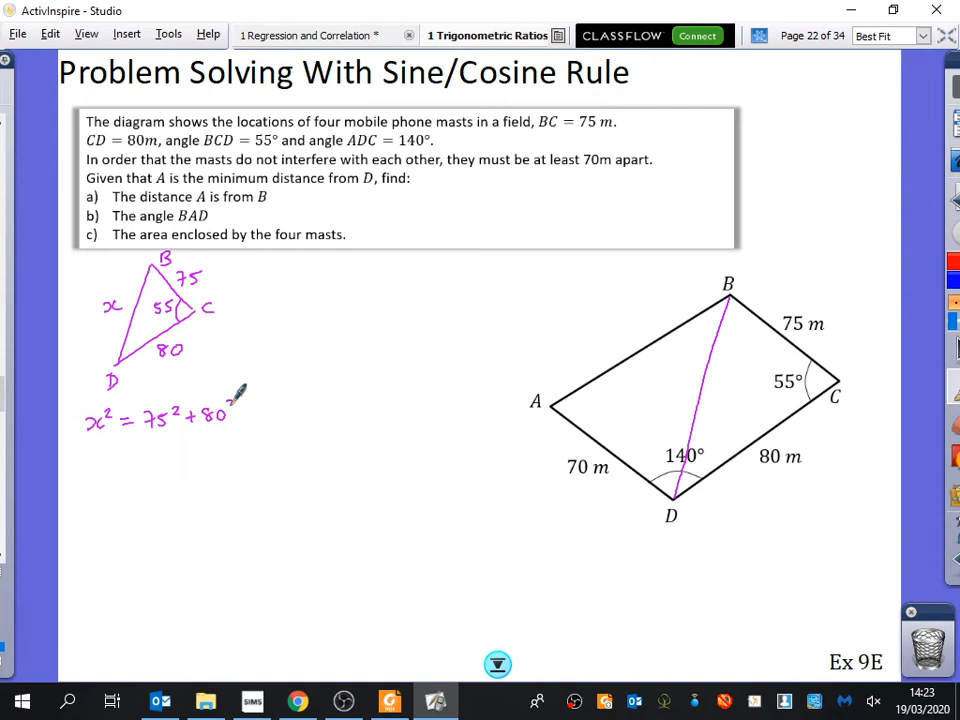 ActivInspire - Studio
File Edit View Insert Tools Help 1 Regression and Correlation * 1 Trigonometric Ratios CLASSFLOW Connect Page 22 of 34 Best Fit
Problem Solving With Sine/Cosine Rule
The diagram shows the locations of four mobile phone masts in a field, BC = 75 m.
CD = 80m, angle BCD = 55° and angle ADC = 140°.
In order that the masts do not interfere with each other, they must be at least 70m apart.
Given that A is the minimum distance from D, find:
a) The distance A is from B
b) The angle BAD
c) The area enclosed by the four masts.
B
75
x 55 C
80
D
x² = 75² + 80²
B
75 m
55°
A C
140°
70 m 80 m
D
Ex 9E
SIMS
14:23
19/03/2020